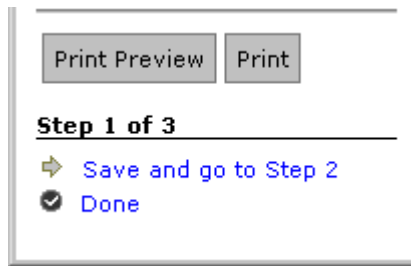 Print Preview Print
Step 1 of 3
Save and go to Step 2
Done